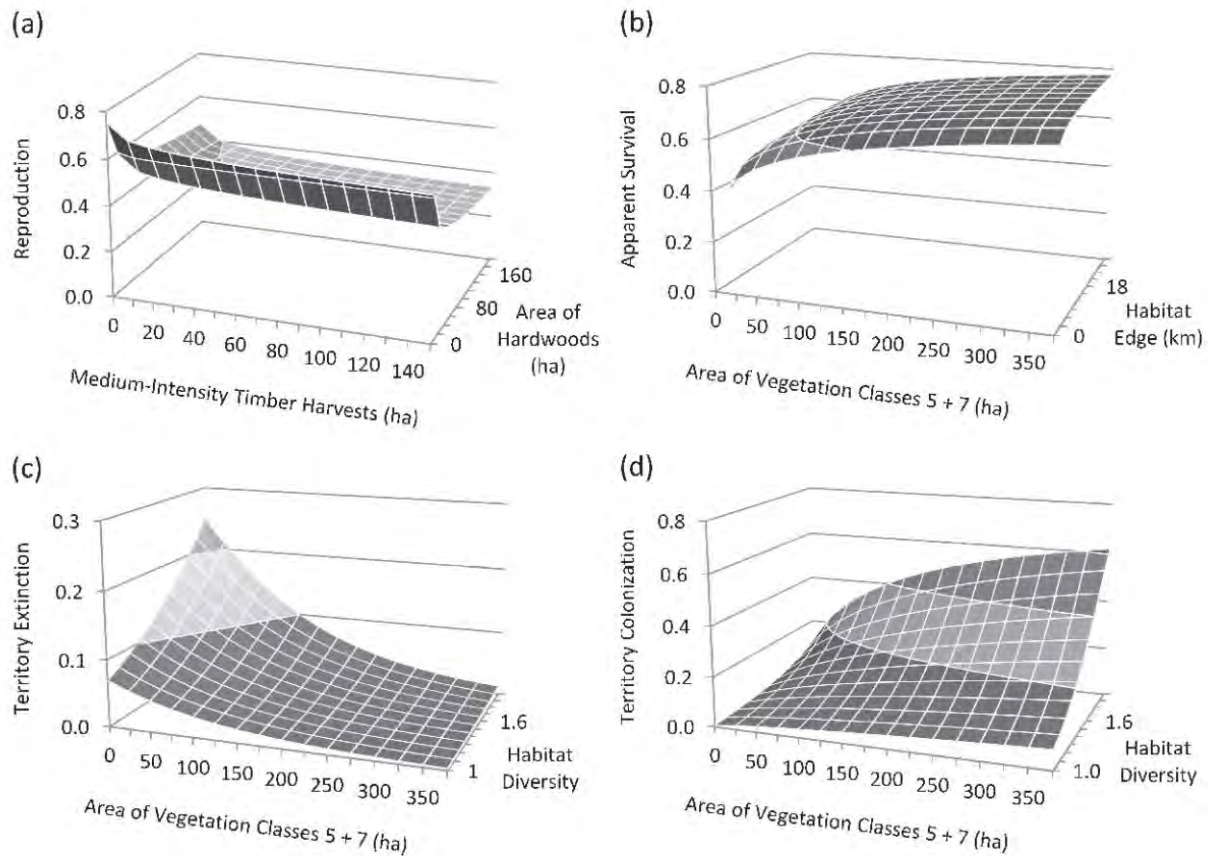 (a)
0.8
0.6
0.4
0.2
0.0
Reproduction
0
20
40
60
80
100
120
140
Medium-Intensity Timber Harvests (ha)
0
80
160
Area of
Hardwoods
(ha)
(b)
0.8
0.6
0.4
0.2
0.0
Apparent Survival
0
50
100
150
200
250
300
350
Area of Vegetation Classes 5 + 7 (ha)
0
18
Habitat
Edge (km)
(c)
0.3
0.2
0.1
0.0
Territory Extinction
0
50
100
150
200
250
300
350
Area of Vegetation Classes 5 + 7 (ha)
1
1.6
Habitat
Diversity
(d)
0.8
0.6
0.4
0.2
0.0
Territory Colonization
0
50
100
150
200
250
300
350
Area of Vegetation Classes 5 + 7 (ha)
1.0
1.6
Habitat
Diversity